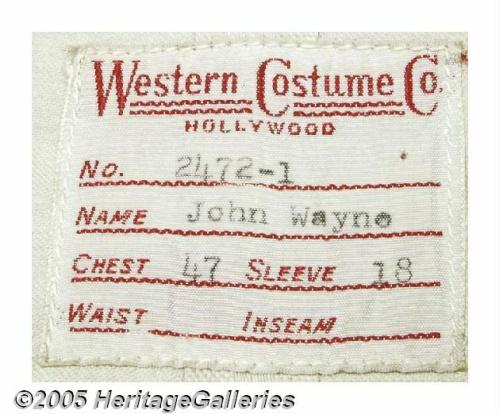 Western Costume Co.
HOLLYWOOD
No. 2472-1
NAME John Wayne
CHEST 47 SLEEVE 18
WAIST INSEAM
©2005 HeritageGalleries